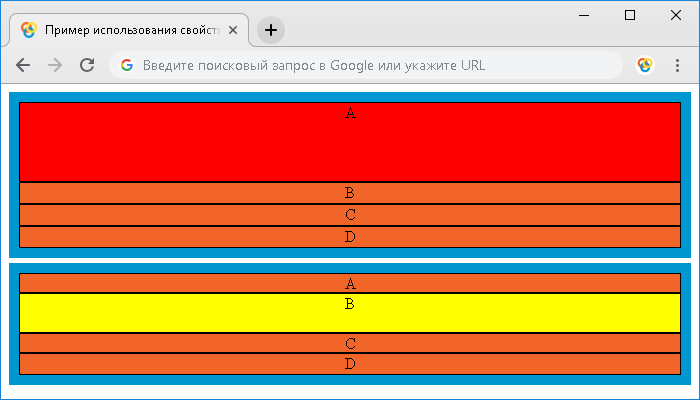 Пример использования свойств
Введите поисковый запрос в Google или укажите URL
A
B
C
D
A
B
C
D